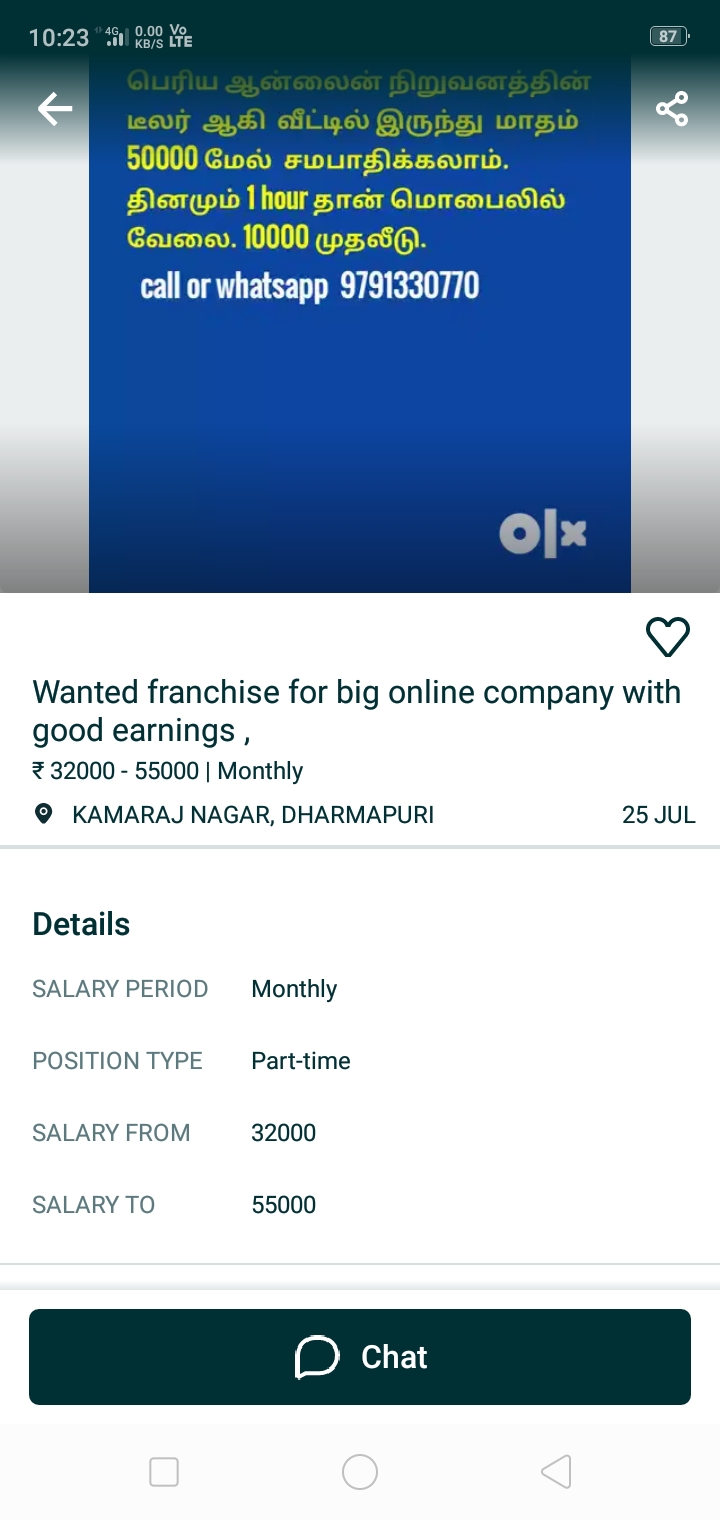 10:23 4G 0.00 KB/S Vo LTE 87
பெரிய ஆன்லைன் நிறுவனத்தின்
டீலர் ஆகி வீட்டில் இருந்து மாதம்
50000 மேல் சமபாதிக்கலாம்.
தினமும் 1 hour தான் மொபைலில்
வேலை. 10000 முதலீடு.
call or whatsapp 9791330770
olx
Wanted franchise for big online company with
good earnings ,
₹ 32000 - 55000 | Monthly
KAMARAJ NAGAR, DHARMAPURI 25 JUL
Details
SALARY PERIOD Monthly
POSITION TYPE Part-time
SALARY FROM 32000
SALARY TO 55000
Chat